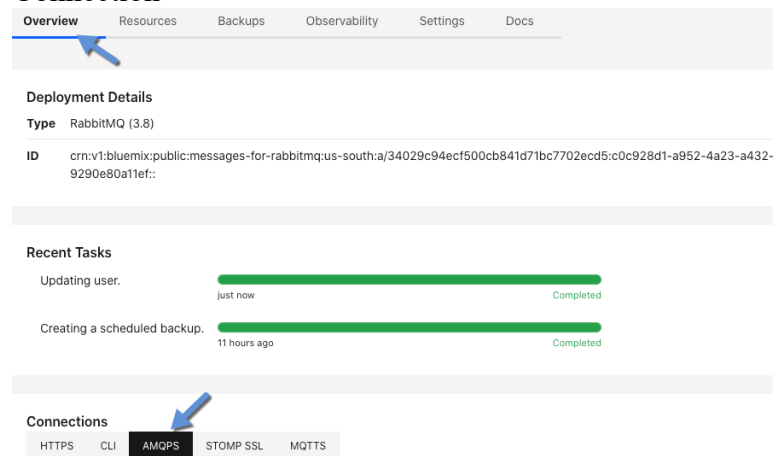 Overview Resources Backups Observability Settings Docs
Deployment Details
Type RabbitMQ (3.8)
ID crn:v1:bluemix:public:messages-for-rabbitmq:us-south:a/34029c94ecf500cb841d71bc7702ecd5:c0c928d1-a952-4a23-a432-
9290e80a11ef::
Recent Tasks
Updating user.
just now Completed
Creating a scheduled backup.
11 hours ago Completed
Connections
HTTPS CLI AMQPS STOMP SSL MQTTS